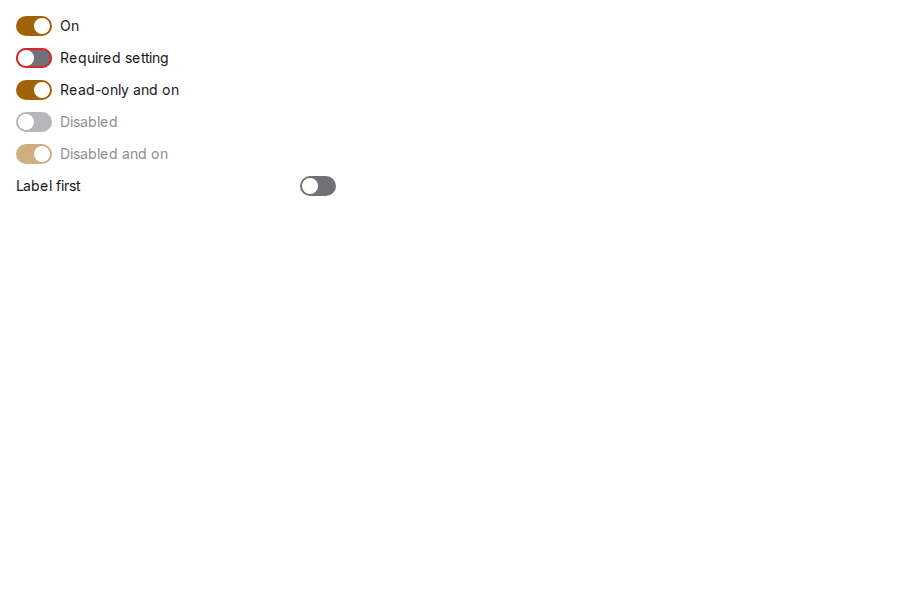 On
Required setting
Read-only and on
Disabled
Disabled and on
Label first